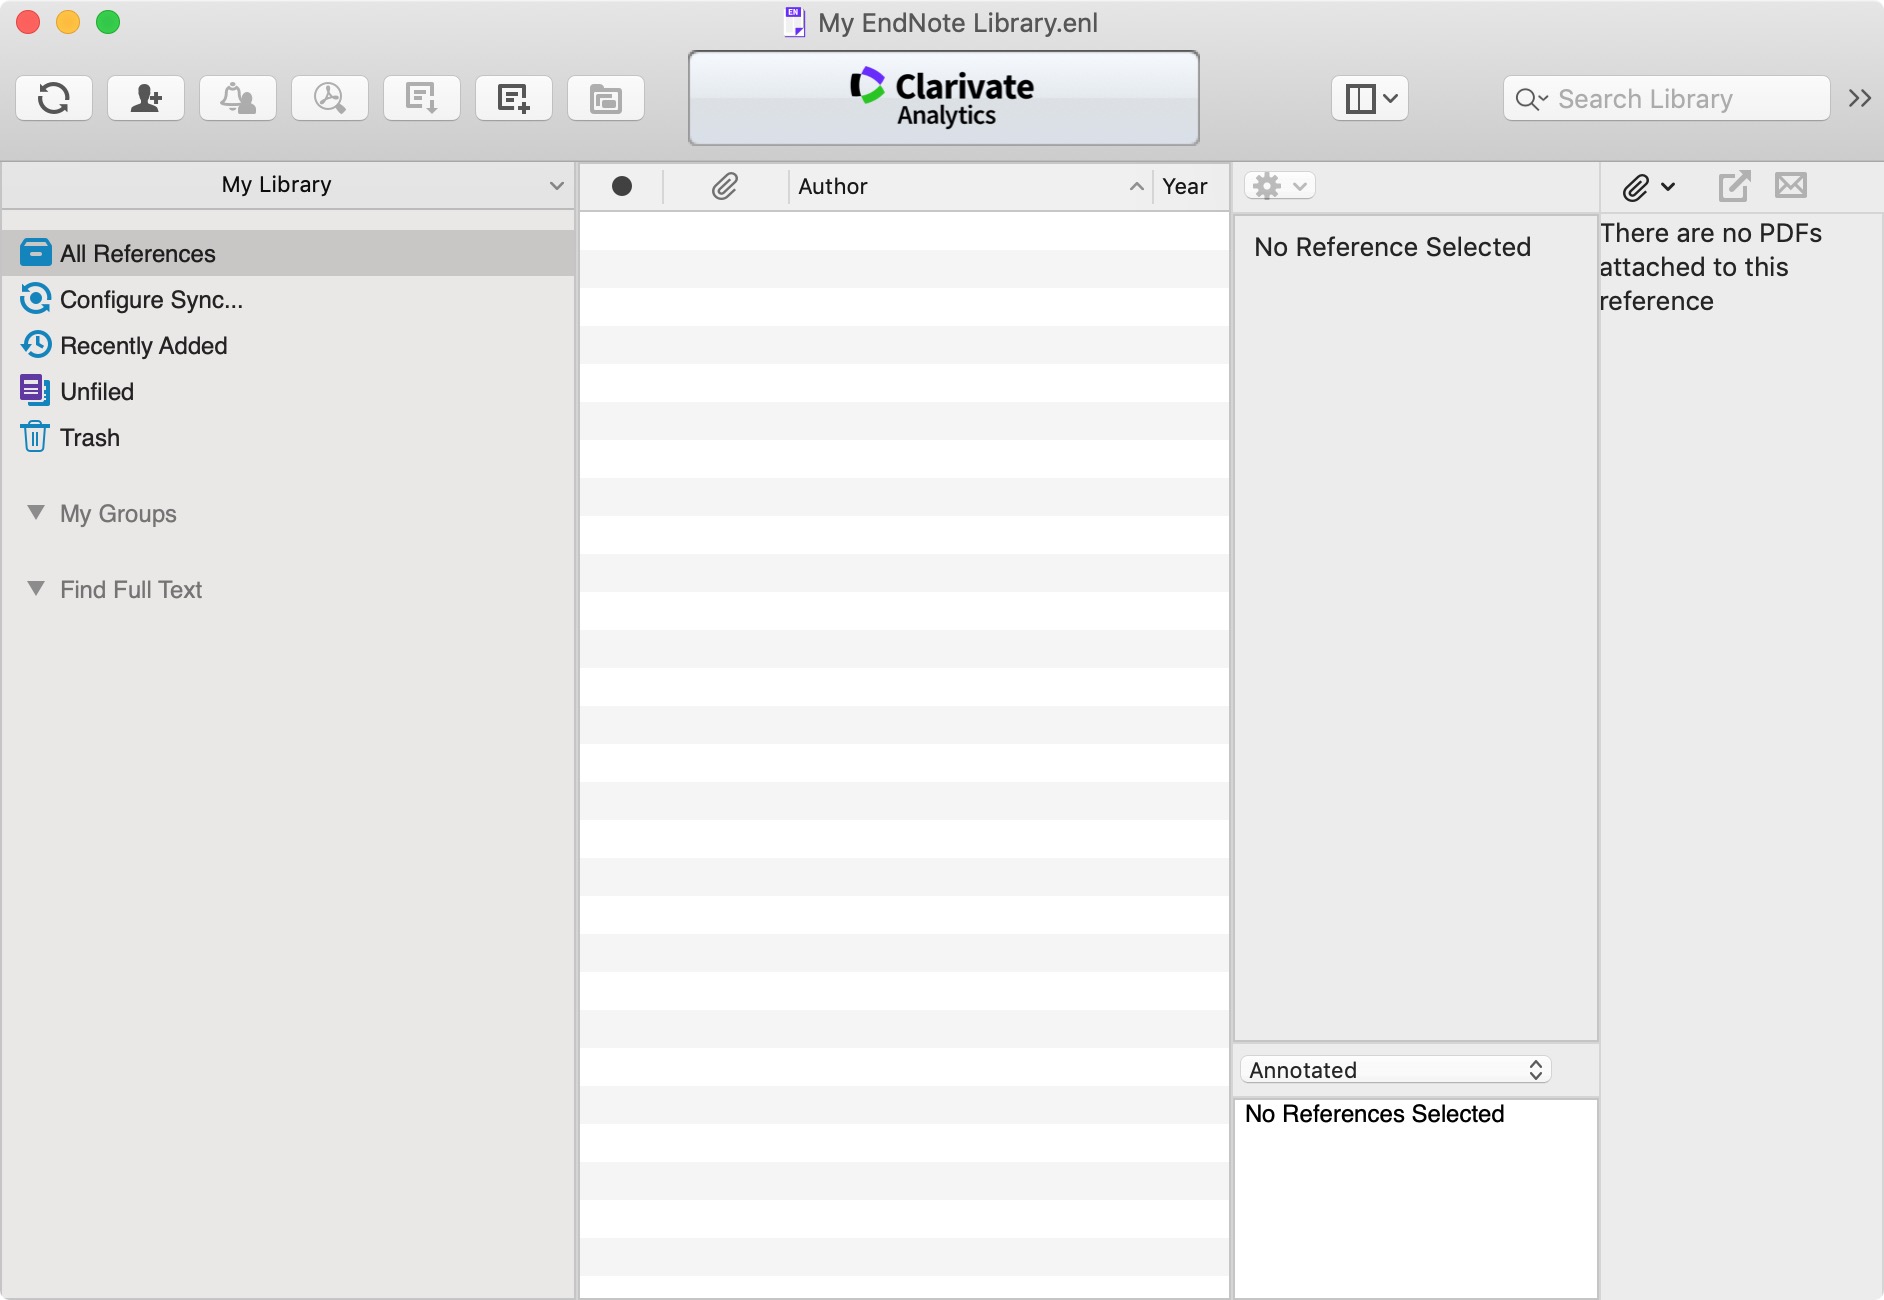 EN My EndNote Library.enl
Clarivate
Analytics
Search Library
My Library
Author
Year
All References
Configure Sync...
Recently Added
Unfiled
Trash
My Groups
Find Full Text
No Reference Selected
There are no PDFs
attached to this
reference
Annotated
No References Selected